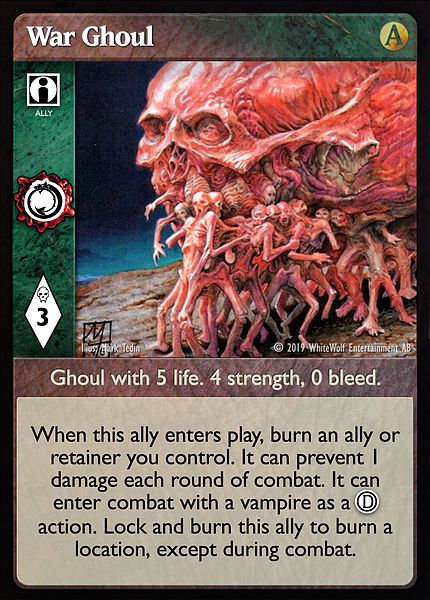 War Ghoul
A
ALLY
3
Illus: Mark Tedin
© 2019 WhiteWolf Entertainment AB
Ghoul with 5 life. 4 strength, 0 bleed.
When this ally enters play, burn an ally or
retainer you control. It can prevent 1
damage each round of combat. It can
enter combat with a vampire as a Ⓓ
action. Lock and burn this ally to burn a
location, except during combat.